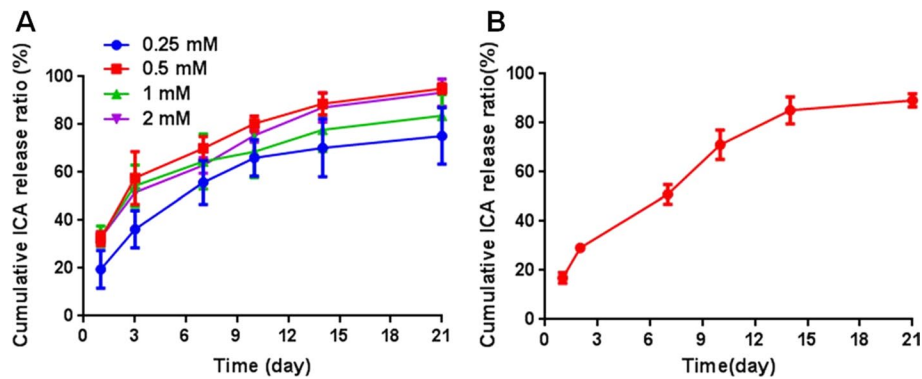 A
0.25 mM
0.5 mM
1 mM
2 mM
Cumulative ICA release ratio (%)
100
80
60
40
20
0
0 3 6 9 12 15 18 21
Time (day)
B
Cumulative ICA release ratio(%)
100
80
60
40
20
0
0 3 6 9 12 15 18 21
Time(day)